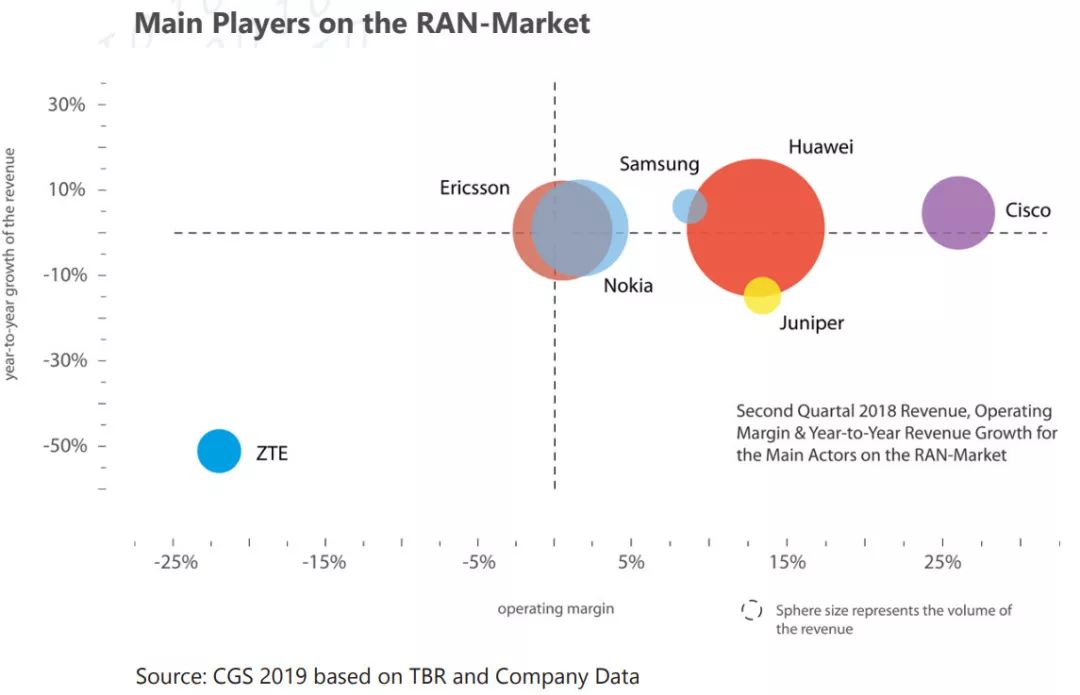 Main Players on the RAN-Market
year-to-year growth of the revenue
30%
10%
-10%
-30%
-50%
Ericsson
Samsung
Huawei
Cisco
Nokia
Juniper
ZTE
Second Quartal 2018 Revenue, Operating
Margin & Year-to-Year Revenue Growth for
the Main Actors on the RAN-Market
-25%
-15%
-5%
5%
15%
25%
operating margin
Sphere size represents the volume of
the revenue
Source: CGS 2019 based on TBR and Company Data